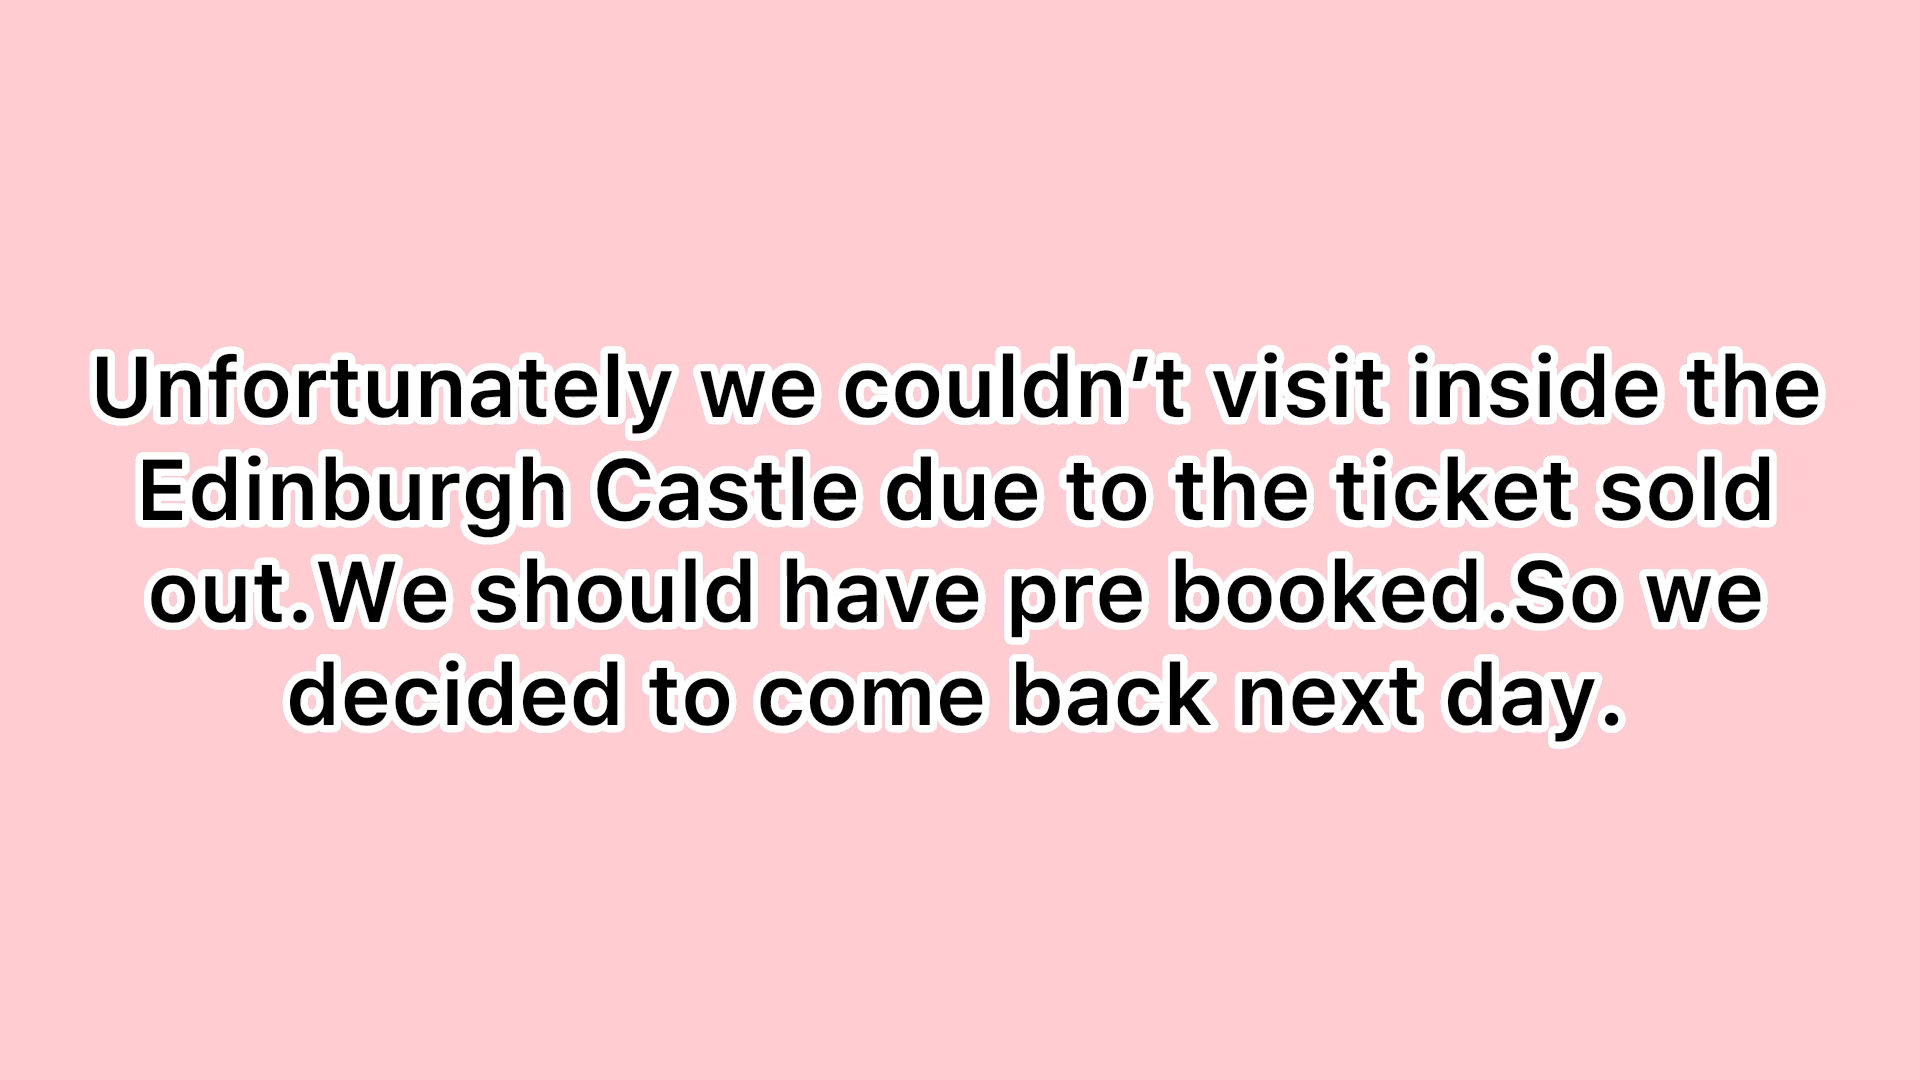 Unfortunately we couldn’t visit inside the
Edinburgh Castle due to the ticket sold
out.We should have pre booked.So we
decided to come back next day.